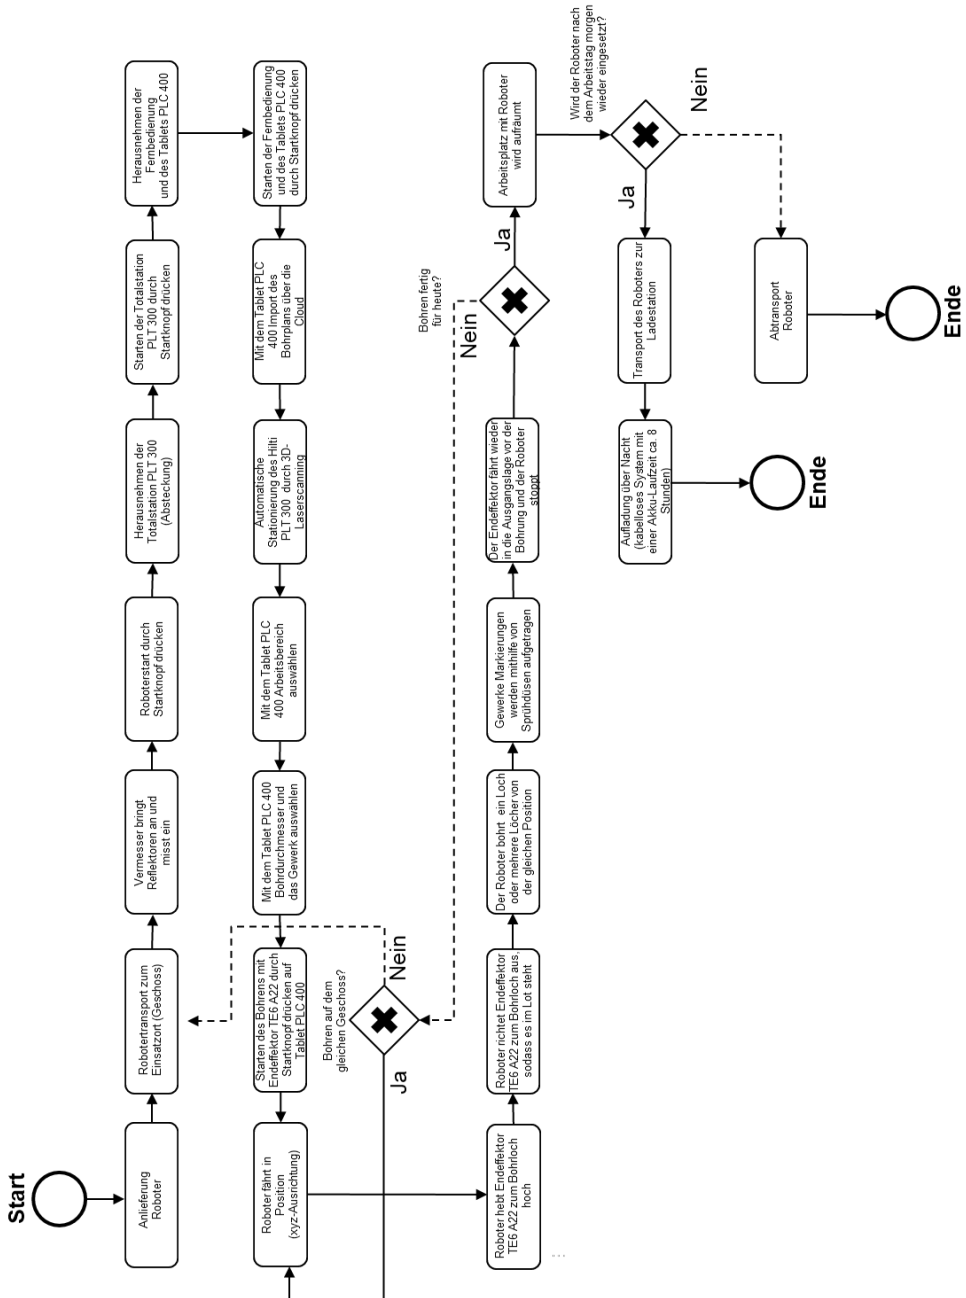 Start
Anlieferung
Roboter
Robotertransport zum
Einsatzort (Geschoss)
Vermesser bringt
Reflektoren an und
misst ein
Roboterstart durch
Startknopf drücken
Herausnehmen der
Totalstation PLT 300
(Absteckung)
Starten der Totalstation
PLT 300 durch
Startknopf drücken
Herausnehmen der
Fernbedienung
und des Tablets PLC 400
Starten der Fernbedienung
und des Tablets PLC 400
durch Startknopf drücken
Mit dem Tablet PLC
400 Import des
Bohrplans über die
Cloud
Automatische
Stationierung des Hilti
PLT 300 durch 3D-
Laserscanning
Mit dem Tablet PLC
400 Arbeitsbereich
auswählen
Mit dem Tablet PLC 400
Bohrdurchmesser und
das Gewerk auswählen
Starten des Bohrens mit
Endeffektor TE6 A22 durch
Startknopf drücken auf
Tablet PLC 400
Roboter fährt in
Position
(xyz-Ausrichtung)
Bohren auf dem
gleichen Geschoss?
Nein
Ja
Roboter hebt Endeffektor
TE6 A22 zum Bohrloch
hoch
Roboter richtet Endeffektor
TE6 A22 zum Bohrloch aus,
sodass es im Lot steht
Der Roboter bohrt ein Loch
oder mehrere Löcher von
der gleichen Position
Gewerke Markierungen
werden mithilfe von
Sprühdüsen aufgetragen
Der Endeffektor fährt wieder
in die Ausgangslage vor der
Bohrung und der Roboter
stoppt
Bohren fertig
für heute?
Nein
Ja
Arbeitsplatz mit Roboter
wird aufräumt
Wird der Roboter nach
dem Arbeitstag morgen
wieder eingesetzt?
Nein
Ja
Transport des Roboters zur
Ladestation
Aufladung über Nacht
(kabelloses System mit
einer Akku-Laufzeit ca. 8
Stunden)
Ende
Abtransport
Roboter
Ende
...